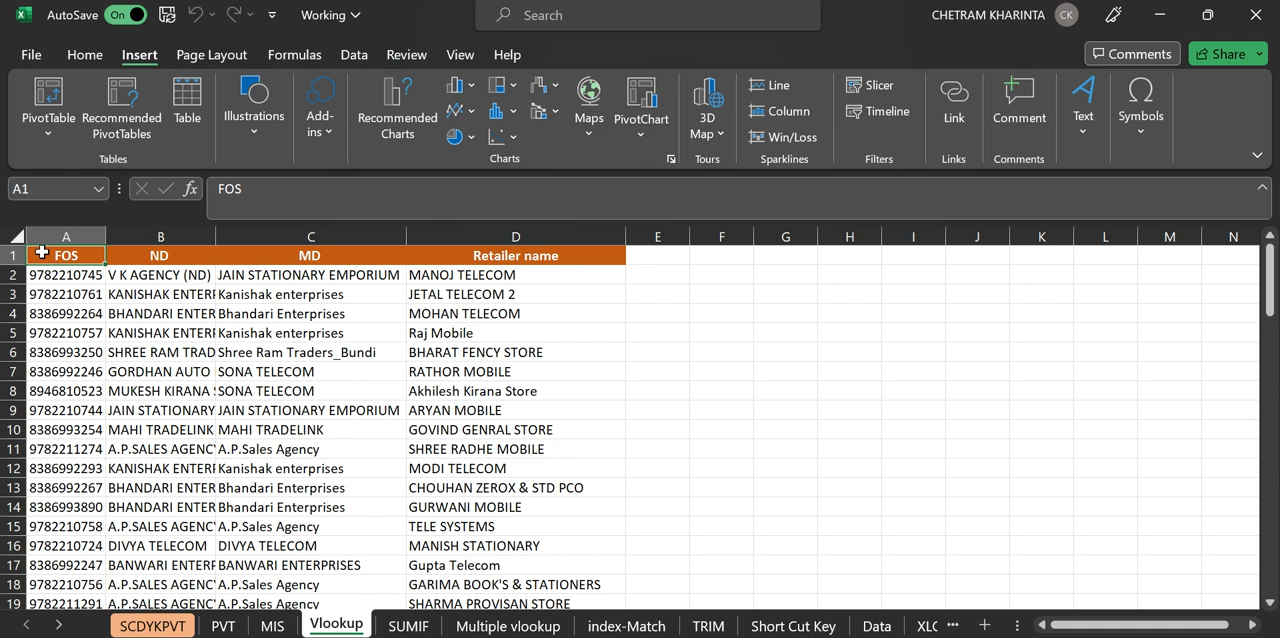 AutoSave On Working Search CHETRAM KHARINTA CK
File Home Insert Page Layout Formulas Data Review View Help Comments Share
PivotTable Recommended PivotTables Table Illustrations Add-ins Recommended Charts Maps PivotChart 3D Map Line Column Win/Loss Slicer Timeline Link Comment Text Symbols
Tables Charts Tours Sparklines Filters Links Comments
A1 fx FOS
A B C D E F G H I J K L M N
1 FOS ND MD Retailer name
2 9782210745 V K AGENCY (ND) JAIN STATIONARY EMPORIUM MANOJ TELECOM
3 9782210761 KANISHAK ENTER Kanishak enterprises JETAL TELECOM 2
4 8386992264 BHANDARI ENTER Bhandari Enterprises MOHAN TELECOM
5 9782210757 KANISHAK ENTER Kanishak enterprises Raj Mobile
6 8386993250 SHREE RAM TRAD Shree Ram Traders_Bundi BHARAT FENCY STORE
7 8386992246 GORDHAN AUTO SONA TELECOM RATHOR MOBILE
8 8946810523 MUKESH KIRANA SONA TELECOM Akhilesh Kirana Store
9 9782210744 JAIN STATIONARY JAIN STATIONARY EMPORIUM ARYAN MOBILE
10 8386993254 MAHI TRADELINK MAHI TRADELINK GOVIND GENRAL STORE
11 9782211274 A.P.SALES AGENC A.P.Sales Agency SHREE RADHE MOBILE
12 8386992293 KANISHAK ENTER Kanishak enterprises MODI TELECOM
13 8386992267 BHANDARI ENTER Bhandari Enterprises CHOUHAN ZEROX & STD PCO
14 8386993890 BHANDARI ENTER Bhandari Enterprises GURWANI MOBILE
15 9782210758 A.P.SALES AGENC A.P.Sales Agency TELE SYSTEMS
16 9782210724 DIVYA TELECOM DIVYA TELECOM MANISH STATIONARY
17 8386992247 BANWARI ENTER BANWARI ENTERPRISES Gupta Telecom
18 9782210756 A.P.SALES AGENC A.P.Sales Agency GARIMA BOOK'S & STATIONERS
19 9782211291 A.P.SALES AGENC A.P.Sales Agency SHARMA PROVISAN STORE
SCDYKPVT PVT MIS Vlookup SUMIF Multiple vlookup index-Match TRIM Short Cut Key Data XL